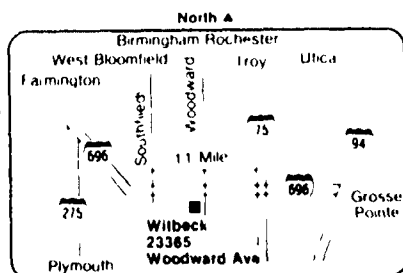 North ▲
Birmingham Rochester
West Bloomfield Woodward Troy Utica
Farmington
Southfield
75
94
696
11 Mile
696
275
Grosse
Pointe
Wilbeck
23365
Woodward Ave
Plymouth